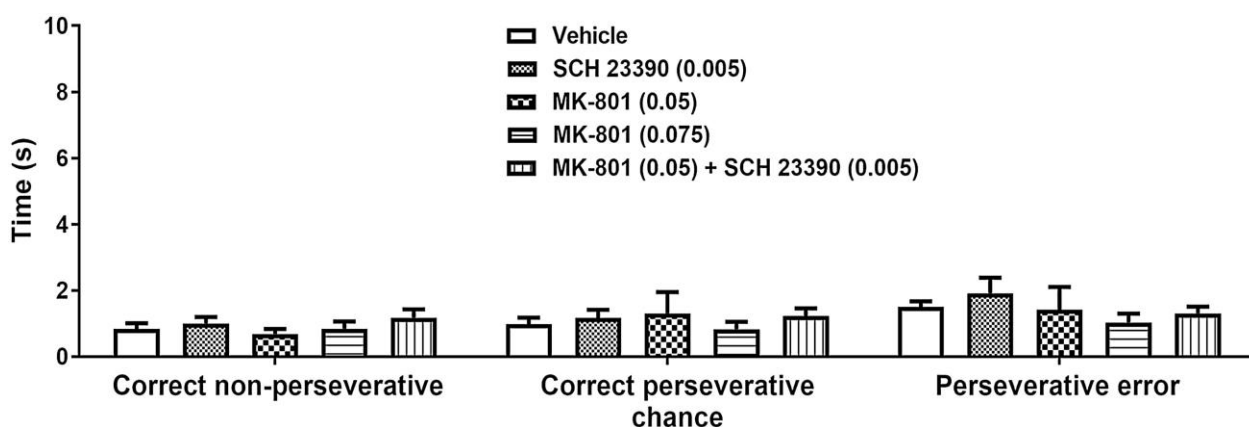 10
8
6
4
2
0
Time (s)
Vehicle
SCH 23390 (0.005)
MK-801 (0.05)
MK-801 (0.075)
MK-801 (0.05) + SCH 23390 (0.005)
Correct non-perseverative
Correct perseverative
chance
Perseverative error